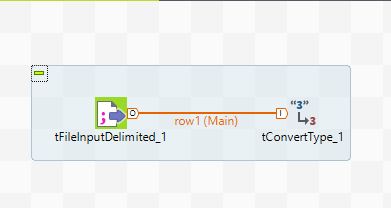 ;
O
I
"3"
3
row1 (Main)
tFileInputDelimited_1
tConvertType_1